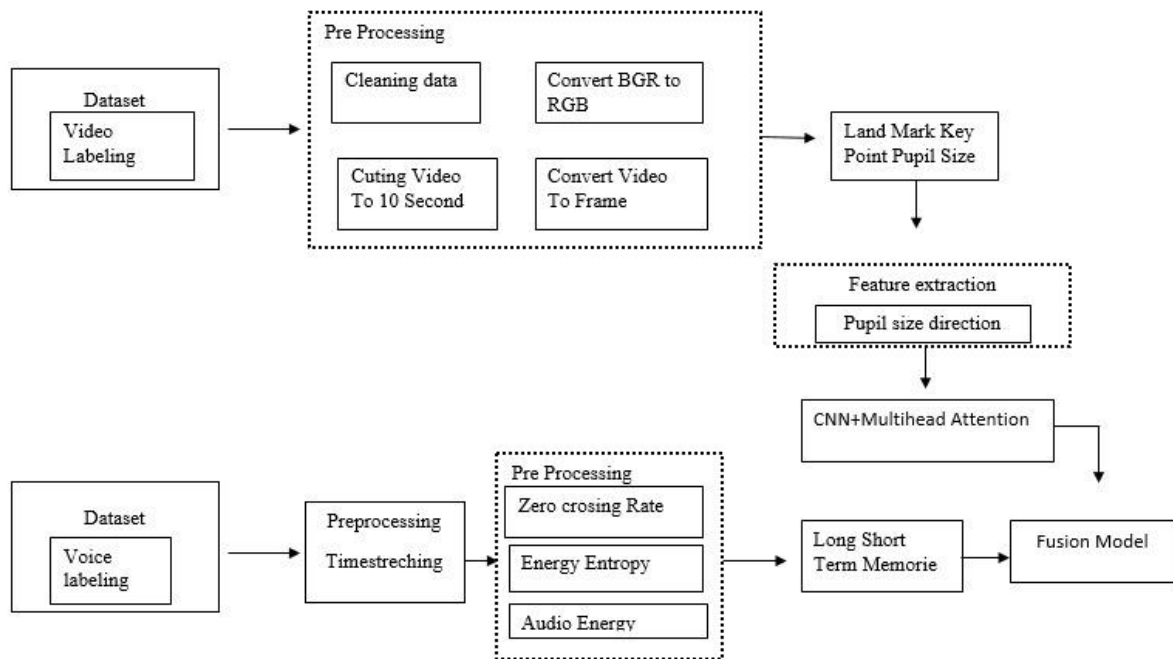 Pre Processing
Cleaning data
Convert BGR to
RGB
Cuting Video
To 10 Second
Convert Video
To Frame
Dataset
Video
Labeling
Land Mark Key
Point Pupil Size
Feature extraction
Pupil size direction
CNN+Multihead Attention
Dataset
Voice
labeling
Preprocessing
Timestreching
Pre Processing
Zero crosing Rate
Energy Entropy
Audio Energy
Long Short
Term Memorie
Fusion Model